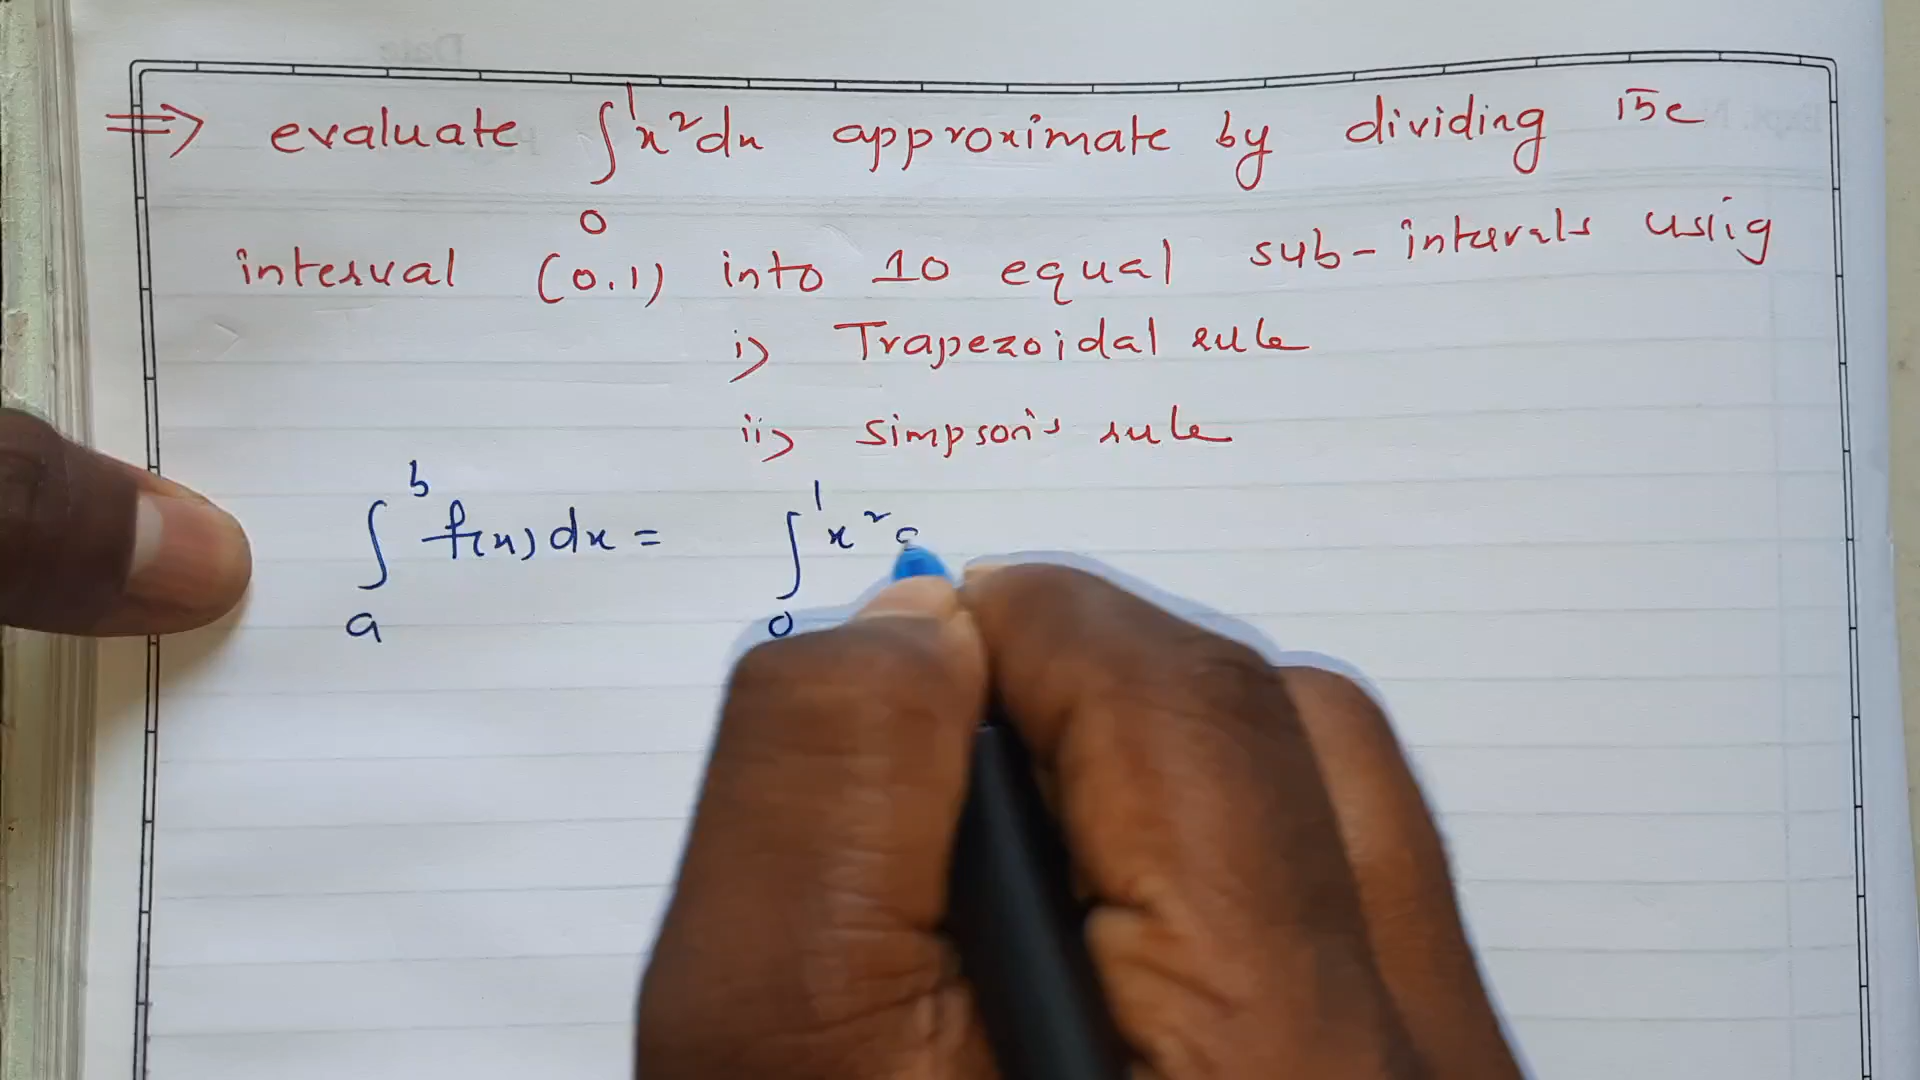 ⇒ evaluate ∫₀¹ x²dx approximate by dividing the
interval (0.1) into 10 equal sub-intervals usiig
i) Trapezoidal rule
ii) Simpson's rule
∫ₐᵇ f(x)dx = ∫₀¹ x²